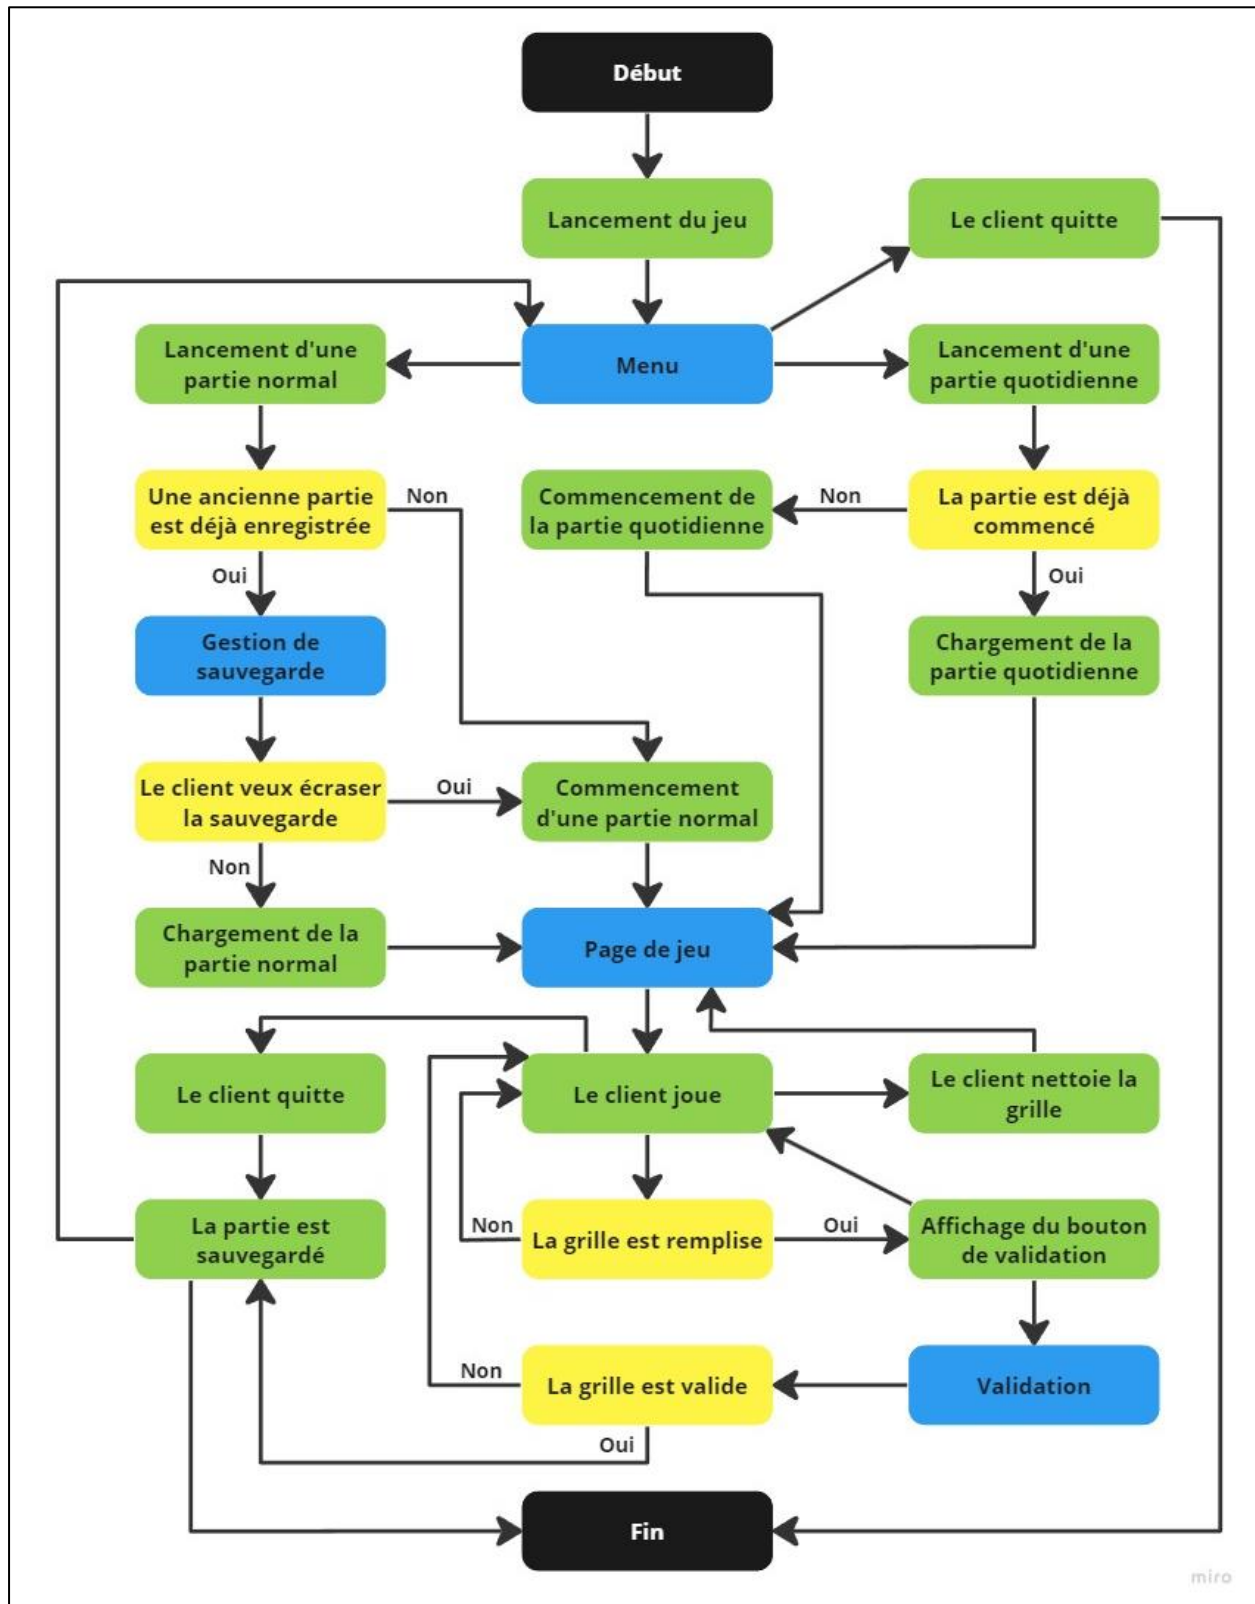 Début
Lancement du jeu
Le client quitte
Lancement d'une
partie normal
Menu
Lancement d'une
partie quotidienne
Une ancienne partie
est déjà enregistrée
Non
Commencement de
la partie quotidienne
Non
La partie est déjà
commencé
Oui
Oui
Gestion de
sauvegarde
Chargement de la
partie quotidienne
Le client veux écraser
la sauvegarde
Oui
Commencement
d'une partie normal
Non
Chargement de la
partie normal
Page de jeu
Le client quitte
Le client joue
Le client nettoie la
grille
La partie est
sauvegardé
Non
La grille est remplise
Oui
Affichage du bouton
de validation
Non
La grille est valide
Validation
Oui
Fin
miro